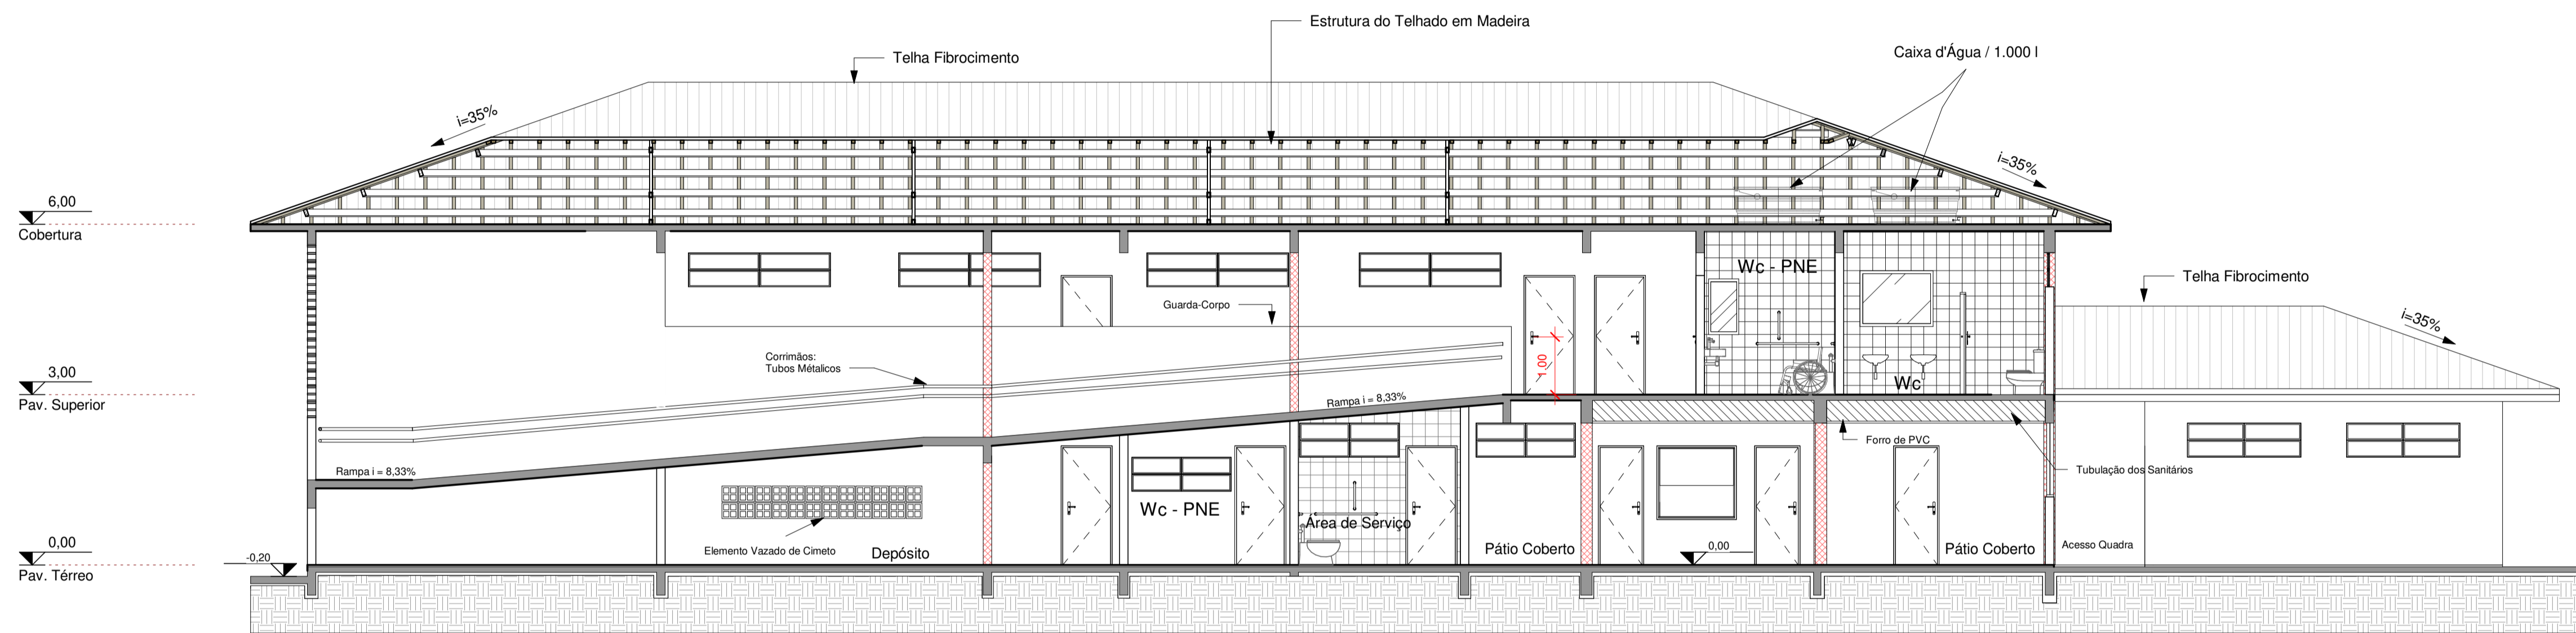 Estrutura do Telhado em Madeira
Telha Fibrocimento
Caixa d'Água / 1.000 l
i=35%
i=35%
6,00
Cobertura
Wc - PNE
Telha Fibrocimento
Guarda-Corpo
i=35%
Corrimãos:
Tubos Métalicos
1,00
3,00
Pav. Superior
Wc
Rampa i = 8,33%
Forro de PVC
Rampa i = 8,33%
Tubulação dos Sanitários
Wc - PNE
Área de Serviço
Elemento Vazado de Cimeto
Depósito
Pátio Coberto
0,00
Pátio Coberto
Acesso Quadra
0,00
Pav. Térreo
-0,20